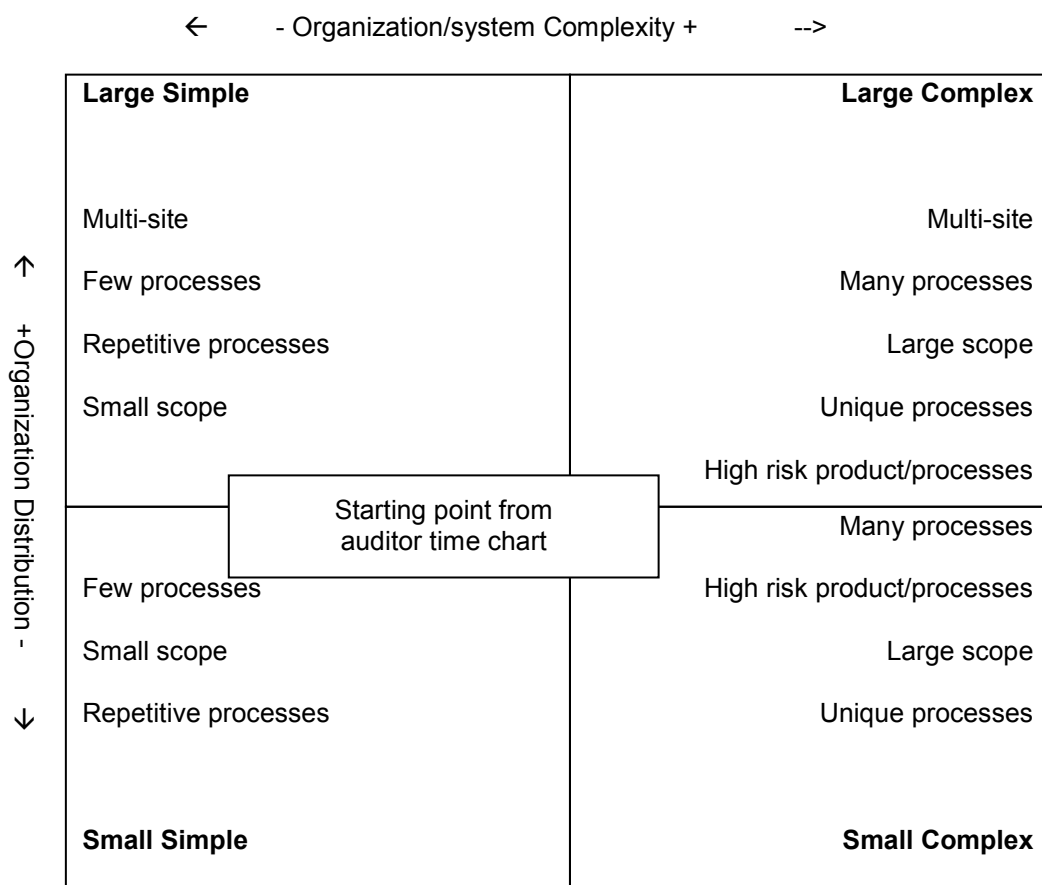 ← - Organization/system Complexity + -->
Large Simple
Large Complex
Multi-site
Multi-site
Few processes
Many processes
Repetitive processes
Large scope
Small scope
Unique processes
High risk product/processes
← +Organization Distribution - →
Starting point from
auditor time chart
Many processes
Few processes
High risk product/processes
Small scope
Large scope
Repetitive processes
Unique processes
Small Simple
Small Complex